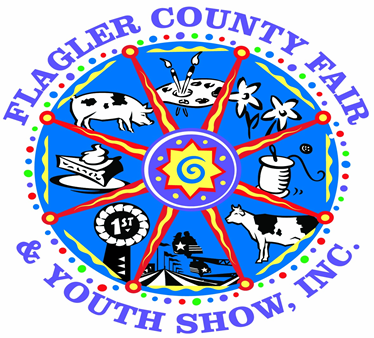 FLAGLER COUNTY FAIR
& YOUTH SHOW, INC.
1st